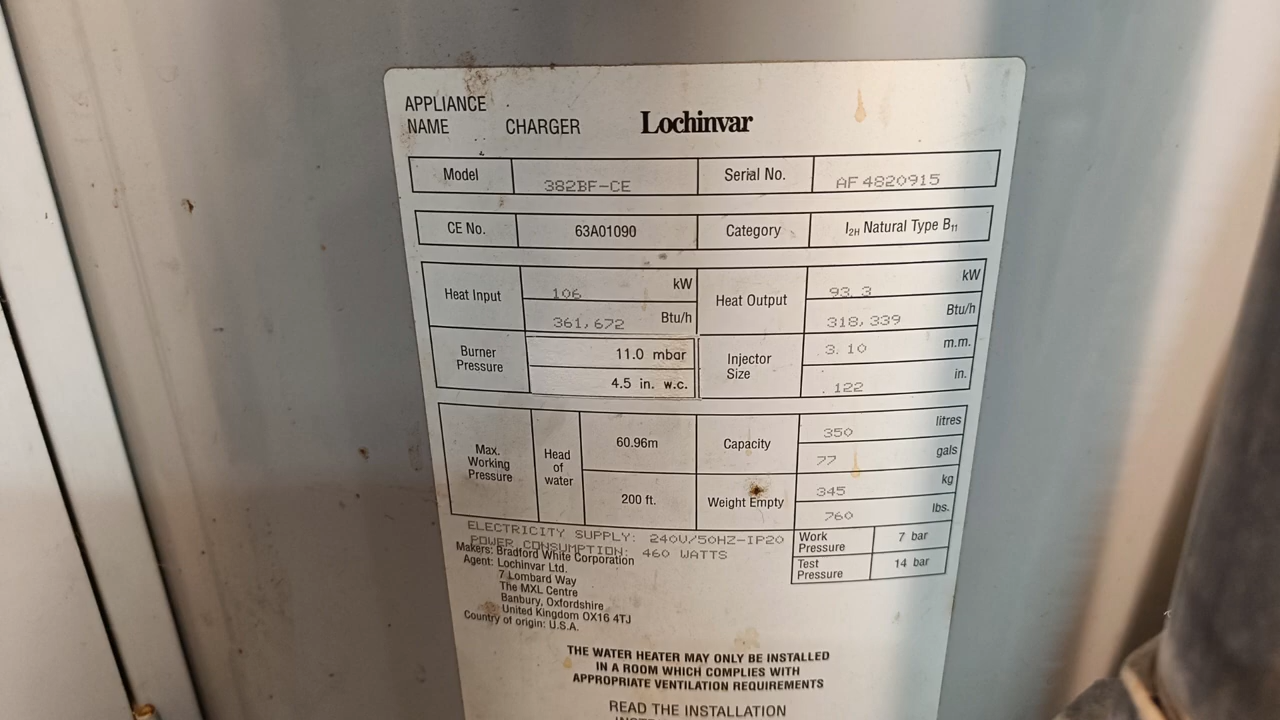 APPLIANCE
NAME CHARGER Lochinvar
Model 382BF-CE Serial No. AF 4820915
CE No. 63A01090 Category I2H Natural Type B11
Heat Input 106 kW Heat Output 93.3 kW
361,672 Btu/h 318,339 Btu/h
Burner Pressure 11.0 mbar Injector Size 3.10 m.m.
4.5 in. w.c. .122 in.
Max. Working Pressure Head of water 60.96m Capacity 350 litres
77 gals
200 ft. Weight Empty 345 kg
760 lbs.
ELECTRICITY SUPPLY: 240V/50HZ-IP20
POWER CONSUMPTION: 460 WATTS
Work Pressure 7 bar
Test Pressure 14 bar
Makers: Bradford White Corporation
Agent: Lochinvar Ltd.
7 Lombard Way
The MXL Centre
Banbury, Oxfordshire
United Kingdom OX16 4TJ
Country of origin: U.S.A.
THE WATER HEATER MAY ONLY BE INSTALLED
IN A ROOM WHICH COMPLIES WITH
APPROPRIATE VENTILATION REQUIREMENTS
READ THE INSTALLATION